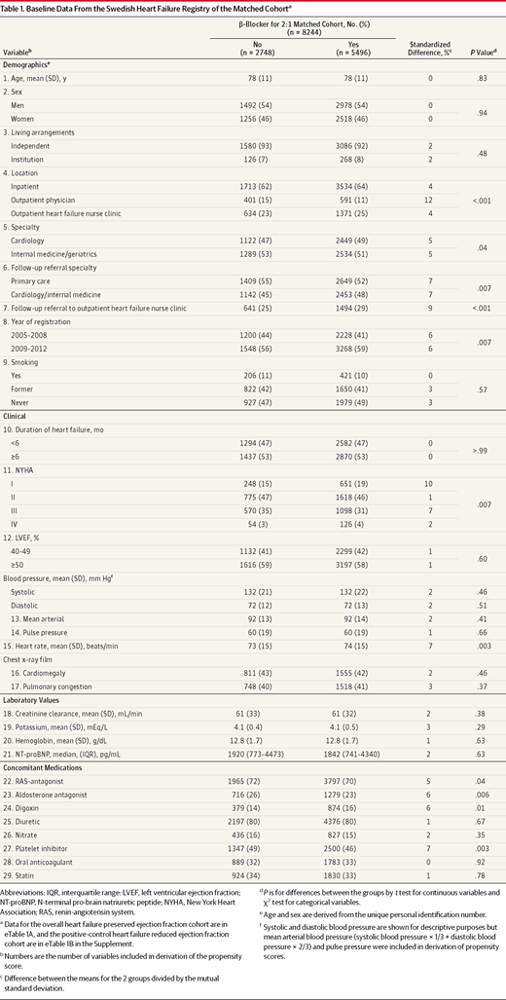 Table 1. Baseline Data From the Swedish Heart Failure Registry of the Matched Cohortᵃ
β-Blocker for 2:1 Matched Cohort, No. (%)
(n = 8244)
Variableᵇ No (n = 2748) Yes (n = 5496) Standardized Difference, %ᶜ P Valueᵈ
Demographicsᵉ
1. Age, mean (SD), y 78 (11) 78 (11) 0 .83
2. Sex
Men 1492 (54) 2978 (54) 0 .94
Women 1256 (46) 2518 (46) 0
3. Living arrangements
Independent 1580 (93) 3086 (92) 2 .48
Institution 126 (7) 268 (8) 2
4. Location
Inpatient 1713 (62) 3534 (64) 4
Outpatient physician 401 (15) 591 (11) 12 <.001
Outpatient heart failure nurse clinic 634 (23) 1371 (25) 4
5. Specialty
Cardiology 1122 (47) 2449 (49) 5 .04
Internal medicine/geriatrics 1289 (53) 2534 (51) 5
6. Follow-up referral specialty
Primary care 1409 (55) 2649 (52) 7 .007
Cardiology/internal medicine 1142 (45) 2453 (48) 7
7. Follow-up referral to outpatient heart failure nurse clinic 641 (25) 1494 (29) 9 <.001
8. Year of registration
2005-2008 1200 (44) 2228 (41) 6 .007
2009-2012 1548 (56) 3268 (59) 6
9. Smoking
Yes 206 (11) 421 (10) 0
Former 822 (42) 1650 (41) 3 .57
Never 927 (47) 1979 (49) 3
Clinical
10. Duration of heart failure, mo
<6 1294 (47) 2582 (47) 0 >.99
≥6 1437 (53) 2870 (53) 0
11. NYHA
I 248 (15) 651 (19) 10
II 775 (47) 1618 (46) 1 .007
III 570 (35) 1098 (31) 7
IV 54 (3) 126 (4) 2
12. LVEF, %
40-49 1132 (41) 2299 (42) 1 .60
≥50 1616 (59) 3197 (58) 1
Blood pressure, mean (SD), mm Hgᶠ
Systolic 132 (21) 132 (22) 2 .46
Diastolic 72 (12) 72 (13) 2 .51
13. Mean arterial 92 (13) 92 (14) 2 .41
14. Pulse pressure 60 (19) 60 (19) 1 .66
15. Heart rate, mean (SD), beats/min 73 (15) 74 (15) 7 .003
Chest x-ray film
16. Cardiomegaly 811 (43) 1555 (42) 2 .46
17. Pulmonary congestion 748 (40) 1518 (41) 3 .37
Laboratory Values
18. Creatinine clearance, mean (SD), mL/min 61 (33) 61 (32) 2 .38
19. Potassium, mean (SD), mEq/L 4.1 (0.4) 4.1 (0.5) 3 .29
20. Hemoglobin, mean (SD), g/dL 12.8 (1.7) 12.8 (1.7) 1 .63
21. NT-proBNP, median, (IQR), pg/mL 1920 (773-4473) 1842 (741-4340) 2 .63
Concomitant Medications
22. RAS-antagonist 1965 (72) 3797 (70) 5 .04
23. Aldosterone antagonist 716 (26) 1279 (23) 6 .006
24. Digoxin 379 (14) 874 (16) 6 .01
25. Diuretic 2197 (80) 4376 (80) 1 .67
26. Nitrate 436 (16) 827 (15) 2 .35
27. Platelet inhibitor 1347 (49) 2500 (46) 7 .003
28. Oral anticoagulant 889 (32) 1783 (33) 0 .92
29. Statin 924 (34) 1830 (33) 1 .78
Abbreviations: IQR, interquartile range; LVEF, left ventricular ejection fraction;
NT-proBNP, N-terminal pro-brain natriuretic peptide; NYHA, New York Heart
Association; RAS, renin-angiotensin system.
ᵃ Data for the overall heart failure preserved ejection fraction cohort are in
eTable 1A, and the positive-control heart failure reduced ejection fraction
cohort are in eTable 1B in the Supplement.
ᵇ Numbers are the number of variables included in derivation of the propensity
score.
ᶜ Difference between the means for the 2 groups divided by the mutual
standard deviation.
ᵈ P is for differences between the groups by t test for continuous variables and
χ² test for categorical variables.
ᵉ Age and sex are derived from the unique personal identification number.
ᶠ Systolic and diastolic blood pressure are shown for descriptive purposes but
mean arterial blood pressure (systolic blood pressure × 1/3 + diastolic blood
pressure × 2/3) and pulse pressure were included in derivation of propensity
scores.